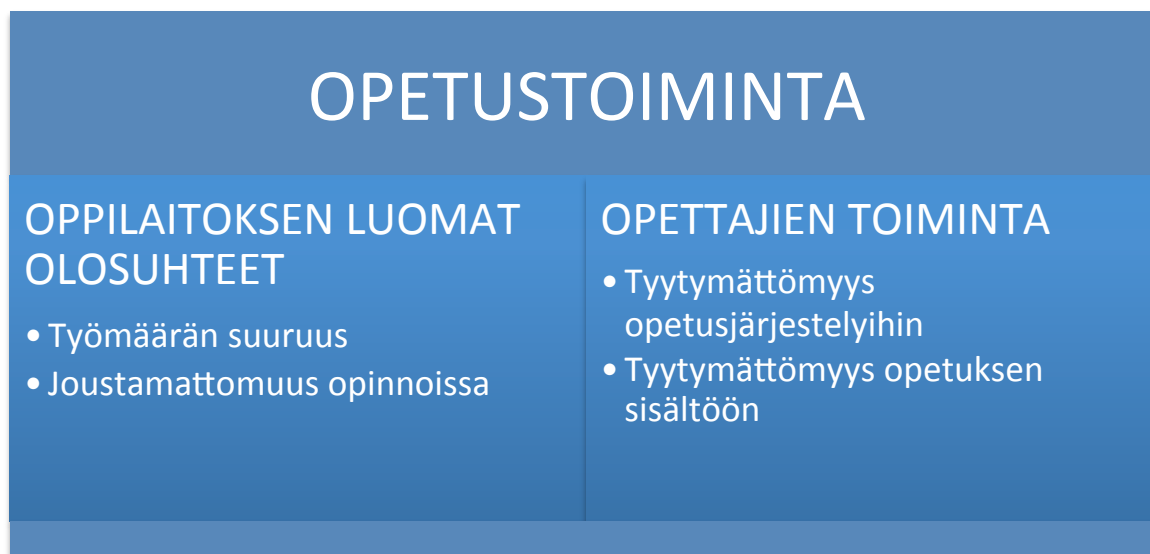 OPETUSTOIMINTA
OPPILAITOKSEN LUOMAT
OLOSUHTEET
• Työmäärän suuruus
• Joustamattomuus opinnoissa
OPETTAJIEN TOIMINTA
• Tyytymättömyys
opetusjärjestelyihin
• Tyytymättömyys opetuksen
sisältöön